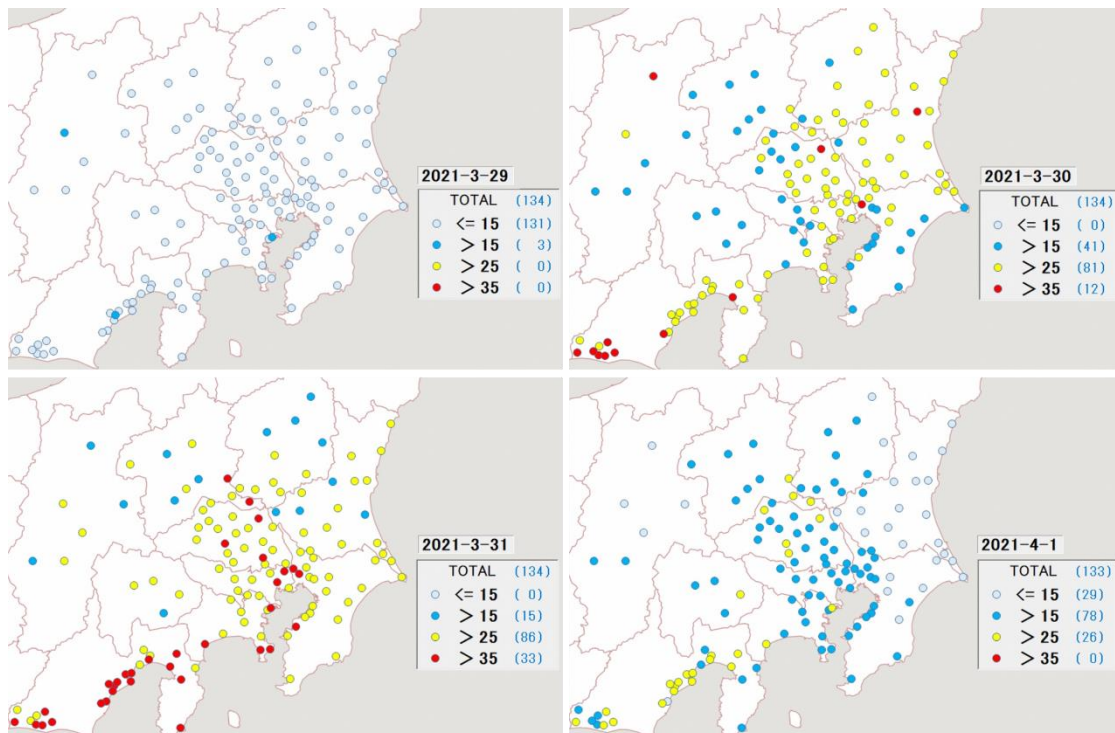 2021-3-29
TOTAL (134)
<= 15 (131)
> 15 ( 3)
> 25 ( 0)
> 35 ( 0)
2021-3-30
TOTAL (134)
<= 15 ( 0)
> 15 (41)
> 25 (81)
> 35 (12)
2021-3-31
TOTAL (134)
<= 15 ( 0)
> 15 (15)
> 25 (86)
> 35 (33)
2021-4-1
TOTAL (133)
<= 15 (29)
> 15 (78)
> 25 (26)
> 35 ( 0)